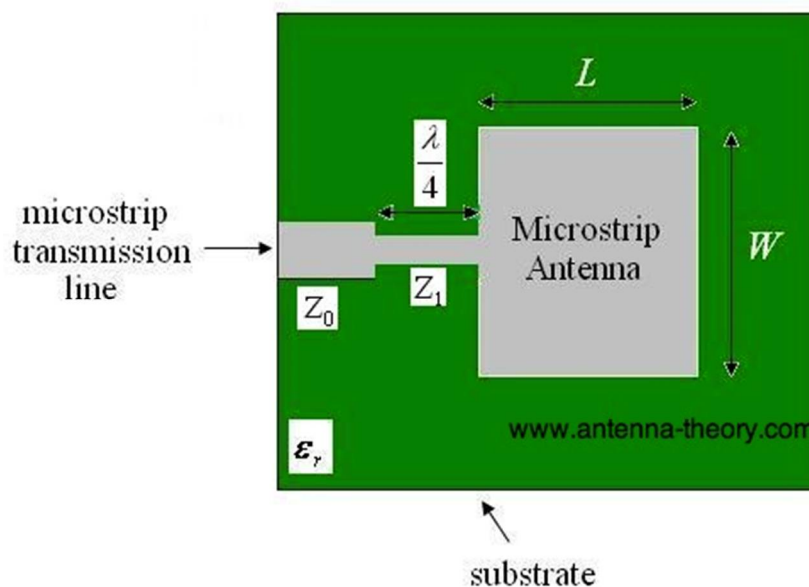 L
λ
4
microstrip
transmission
line
Microstrip
Antenna
W
Z₀
Z₁
www.antenna-theory.com
εᵣ
substrate